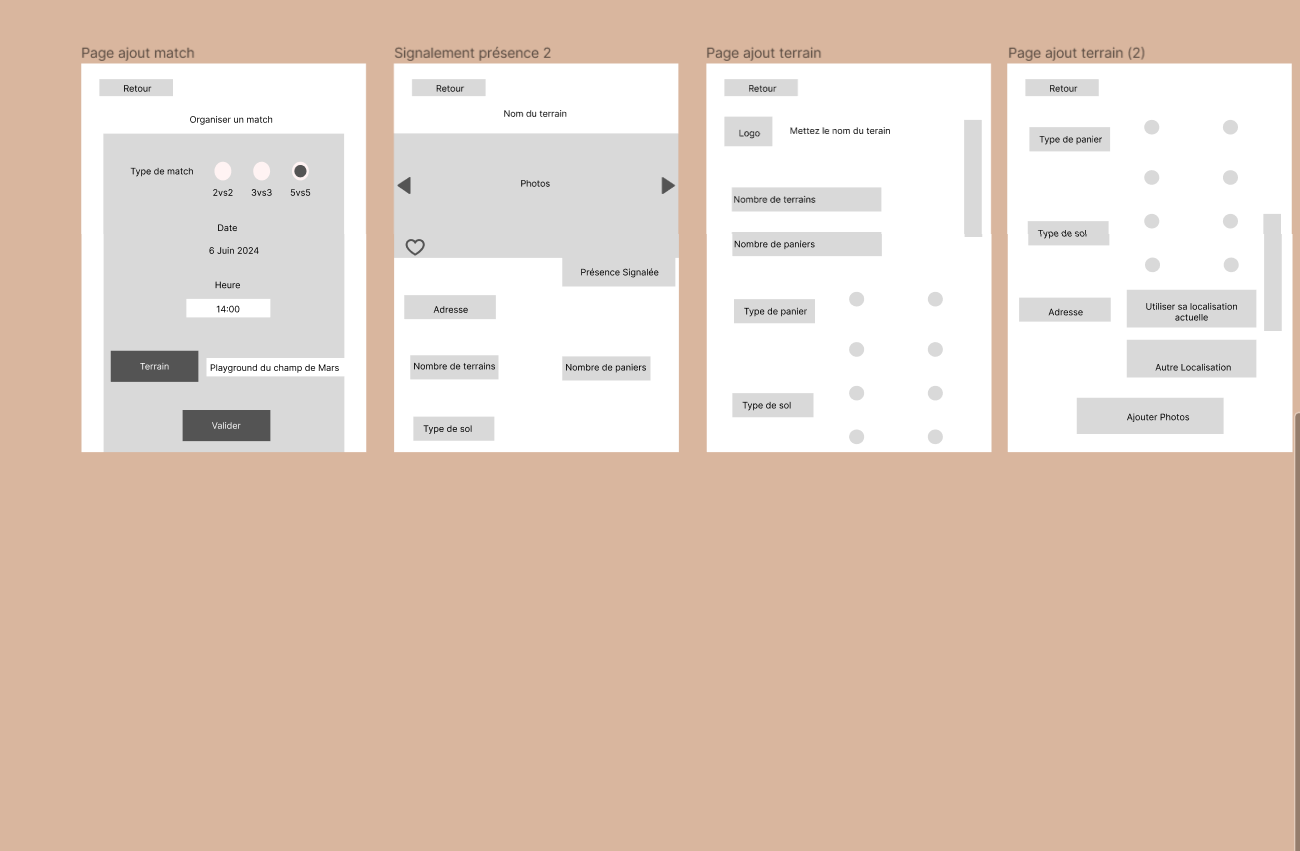 Page ajout match
Retour
Organiser un match
Type de match
2vs2
3vs3
5vs5
Date
6 Juin 2024
Heure
14:00
Terrain
Playground du champ de Mars
Valider
Signalement présence 2
Retour
Nom du terrain
Photos
Présence Signalée
Adresse
Nombre de terrains
Nombre de paniers
Type de sol
Page ajout terrain
Retour
Logo
Mettez le nom du terain
Nombre de terrains
Nombre de paniers
Type de panier
Type de sol
Page ajout terrain (2)
Retour
Type de panier
Type de sol
Adresse
Utiliser sa localisation
actuelle
Autre Localisation
Ajouter Photos